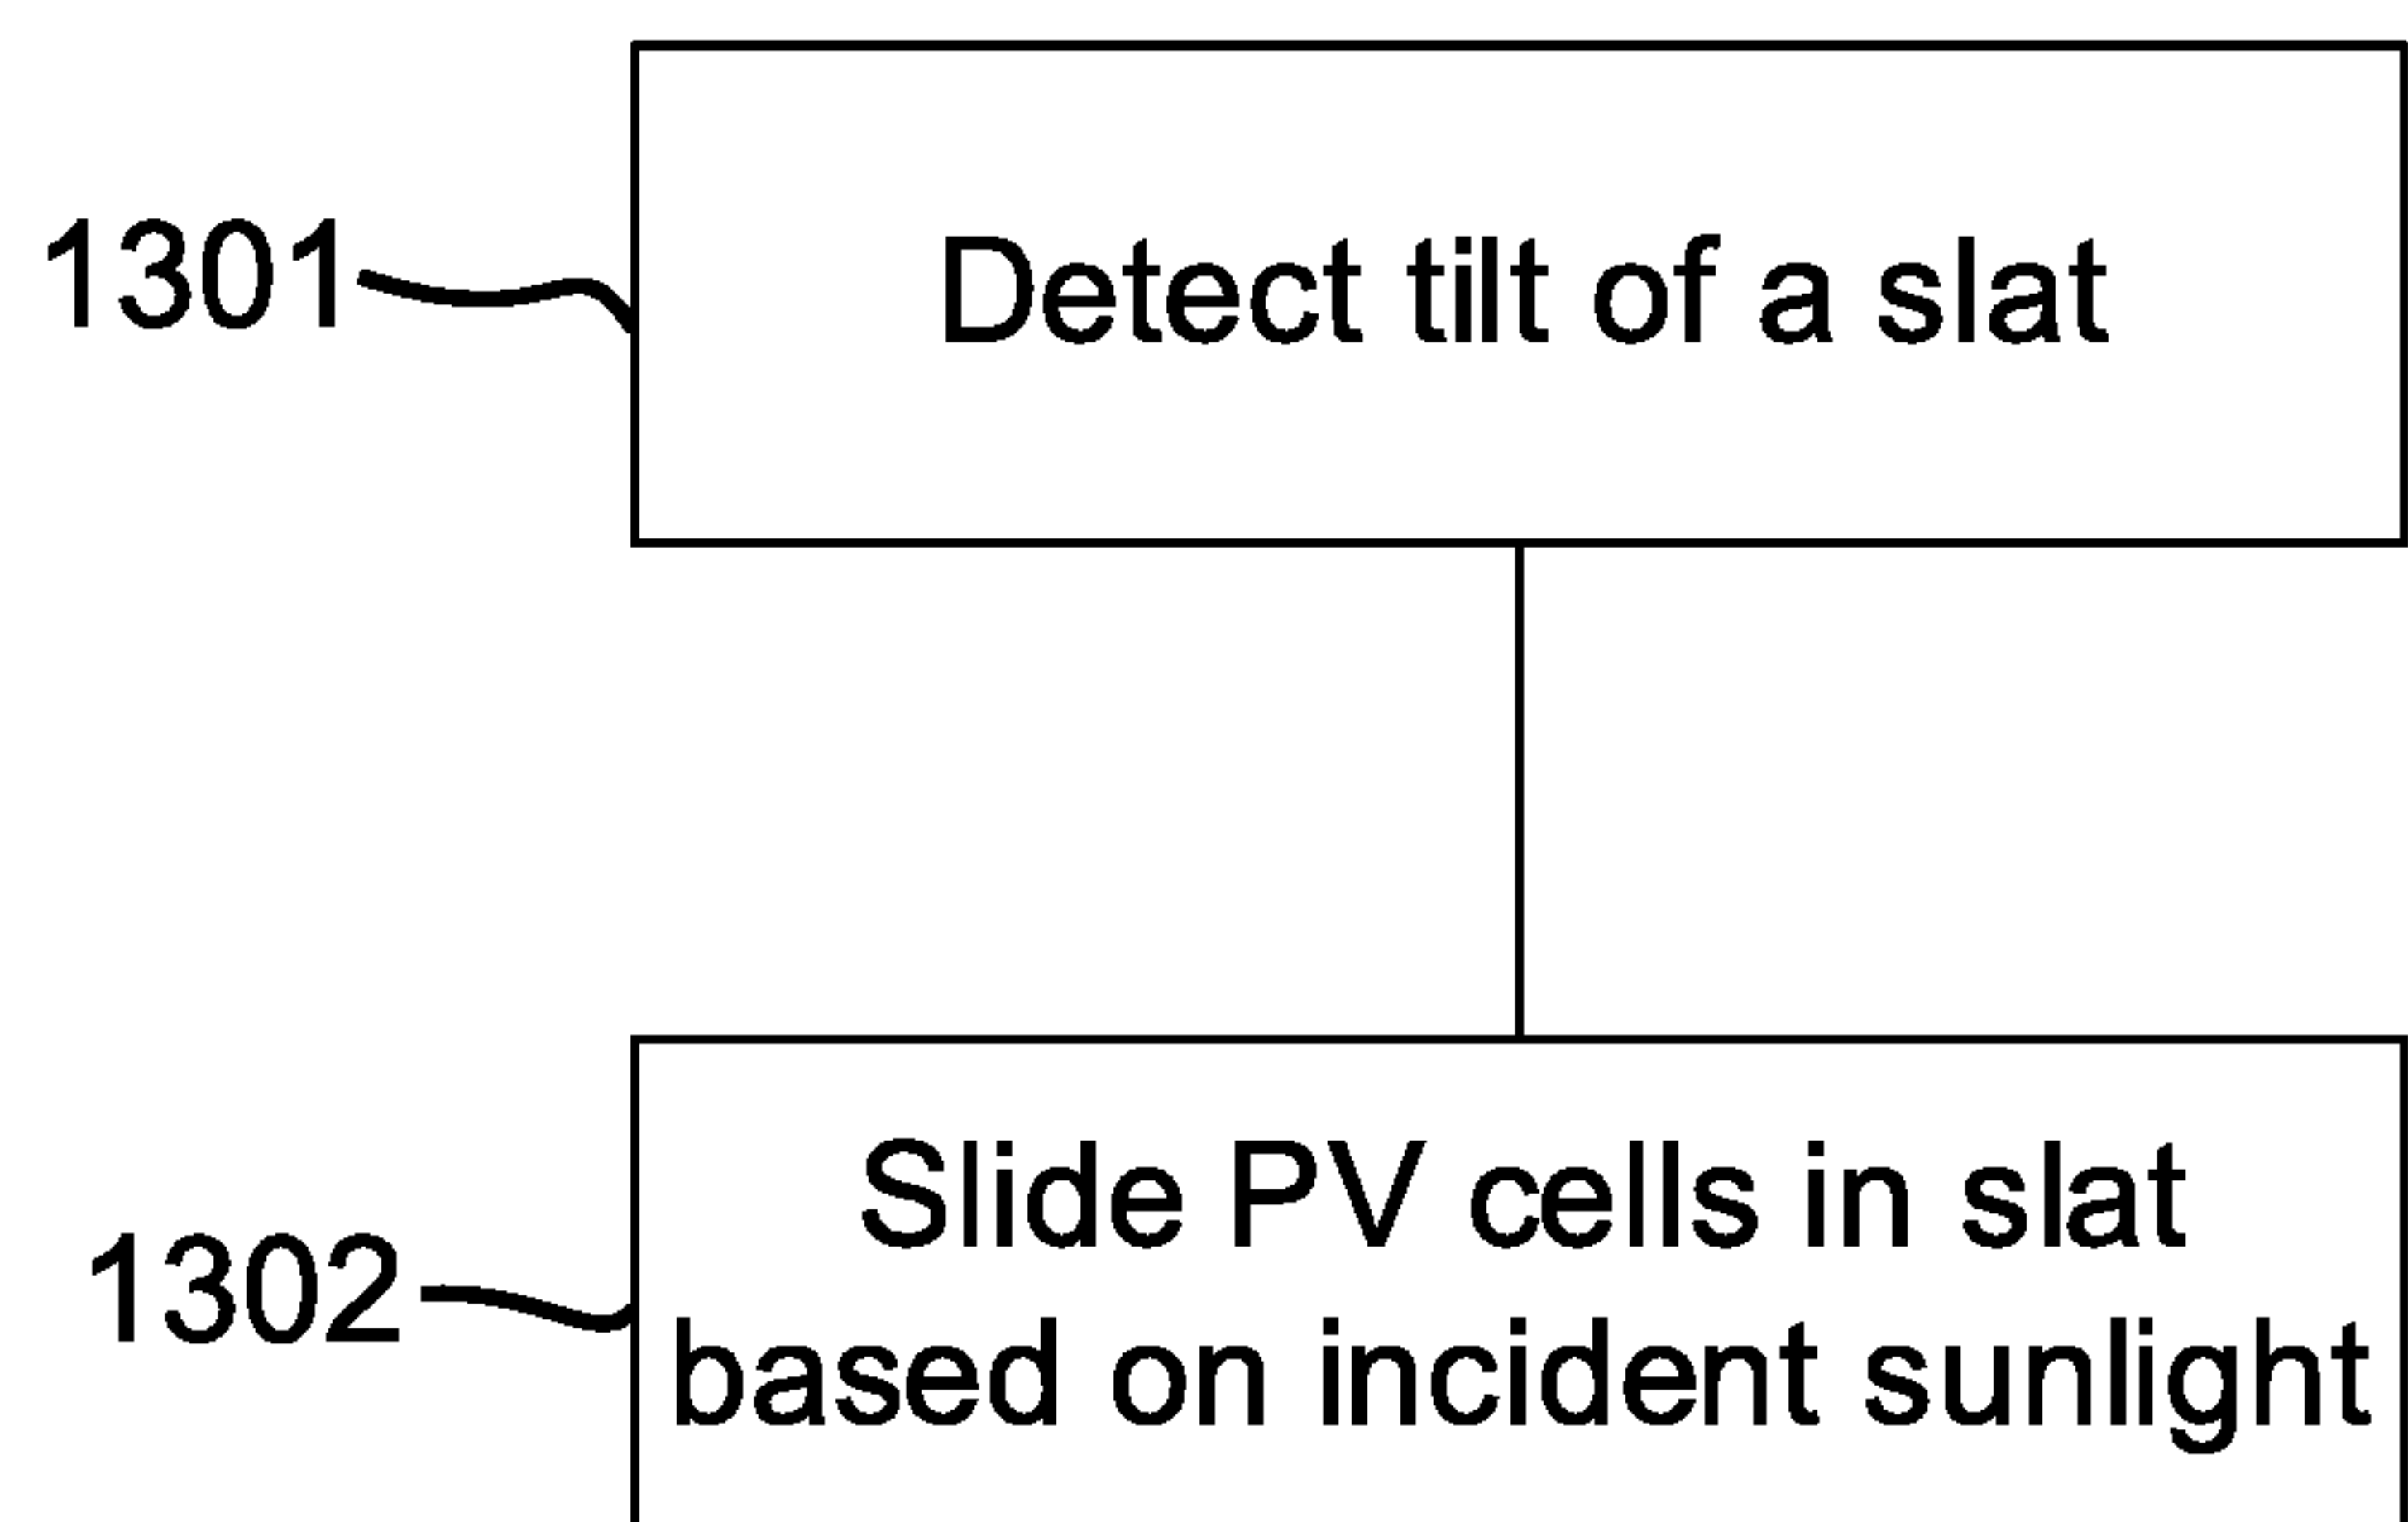 1301
Detect tilt of a slat
1302
Slide PV cells in slat
based on incident sunlight